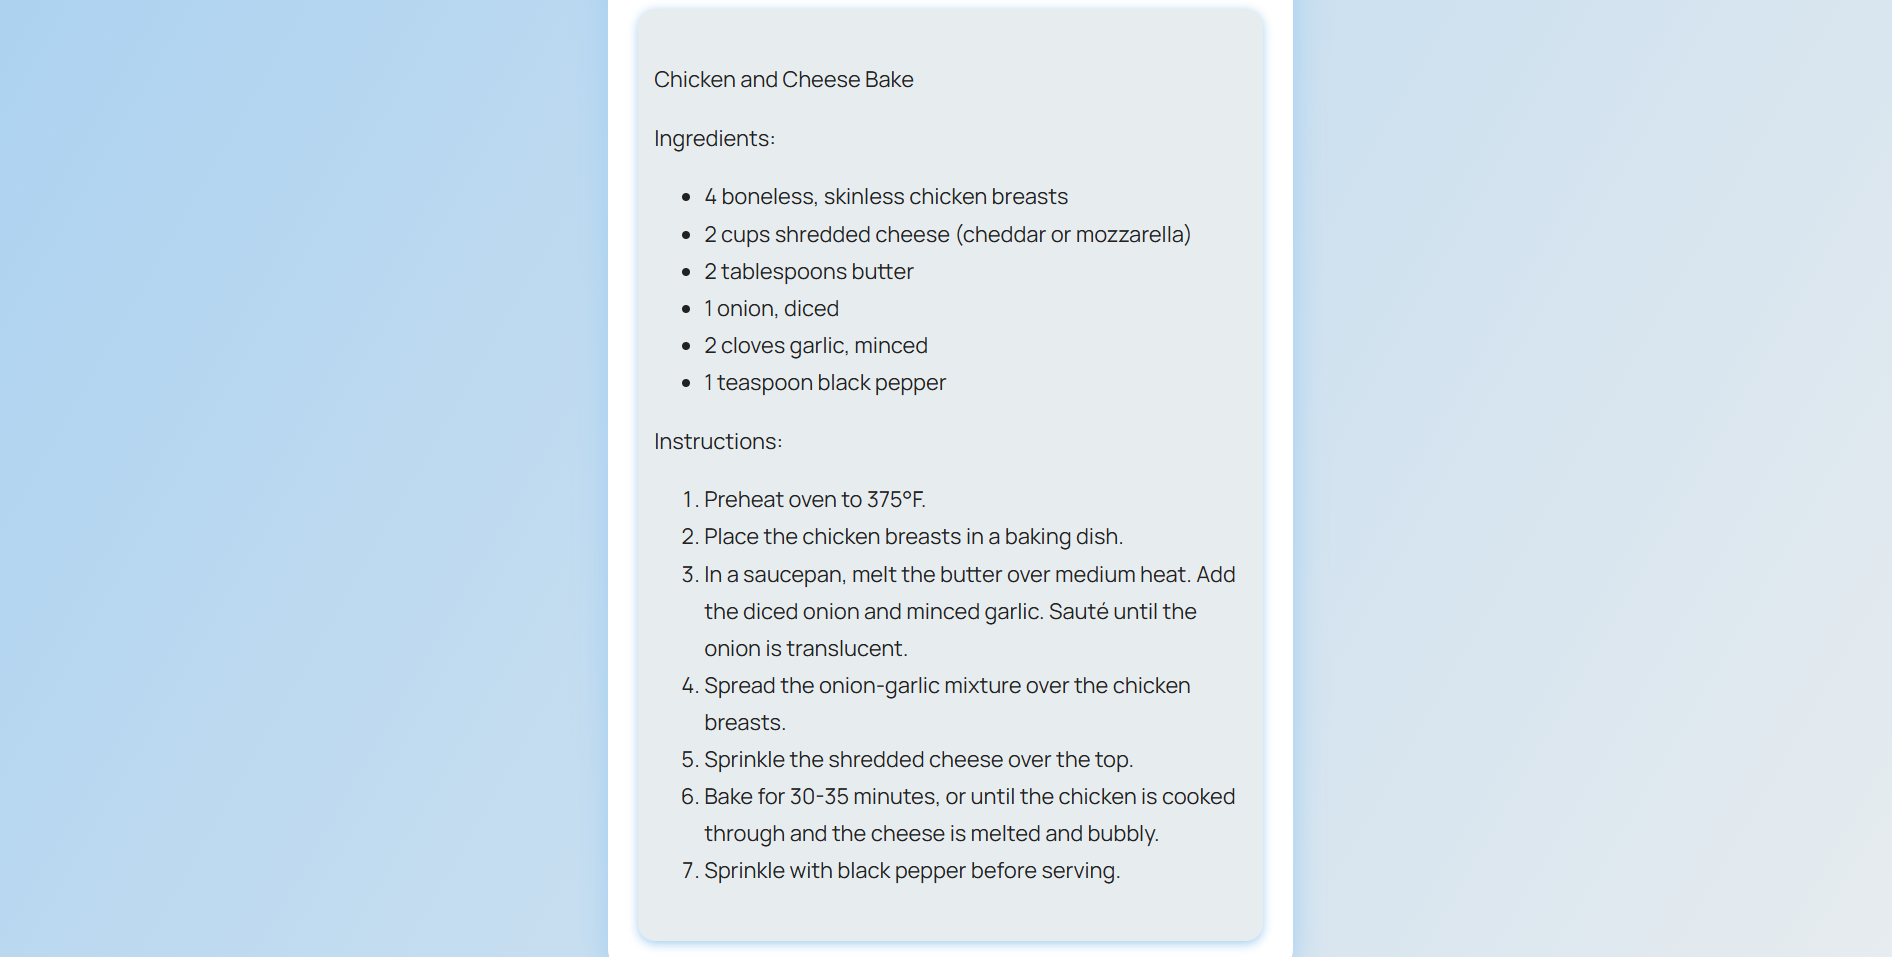 Chicken and Cheese Bake
Ingredients:
• 4 boneless, skinless chicken breasts
• 2 cups shredded cheese (cheddar or mozzarella)
• 2 tablespoons butter
• 1 onion, diced
• 2 cloves garlic, minced
• 1 teaspoon black pepper
Instructions:
1. Preheat oven to 375°F.
2. Place the chicken breasts in a baking dish.
3. In a saucepan, melt the butter over medium heat. Add
the diced onion and minced garlic. Sauté until the
onion is translucent.
4. Spread the onion-garlic mixture over the chicken
breasts.
5. Sprinkle the shredded cheese over the top.
6. Bake for 30-35 minutes, or until the chicken is cooked
through and the cheese is melted and bubbly.
7. Sprinkle with black pepper before serving.